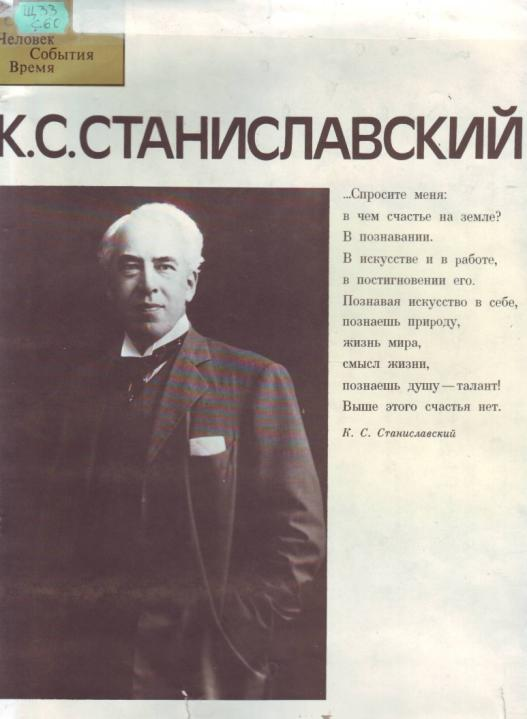 Щ33
С60
Человек
События
Время
К.С.СТАНИСЛАВСКИЙ
...Спросите меня:
в чем счастье на земле?
В познавании.
В искусстве и в работе,
в постигновении его.
Познавая искусство в себе,
познаешь природу,
жизнь мира,
смысл жизни,
познаешь душу — талант!
Выше этого счастья нет.
К. С. Станиславский